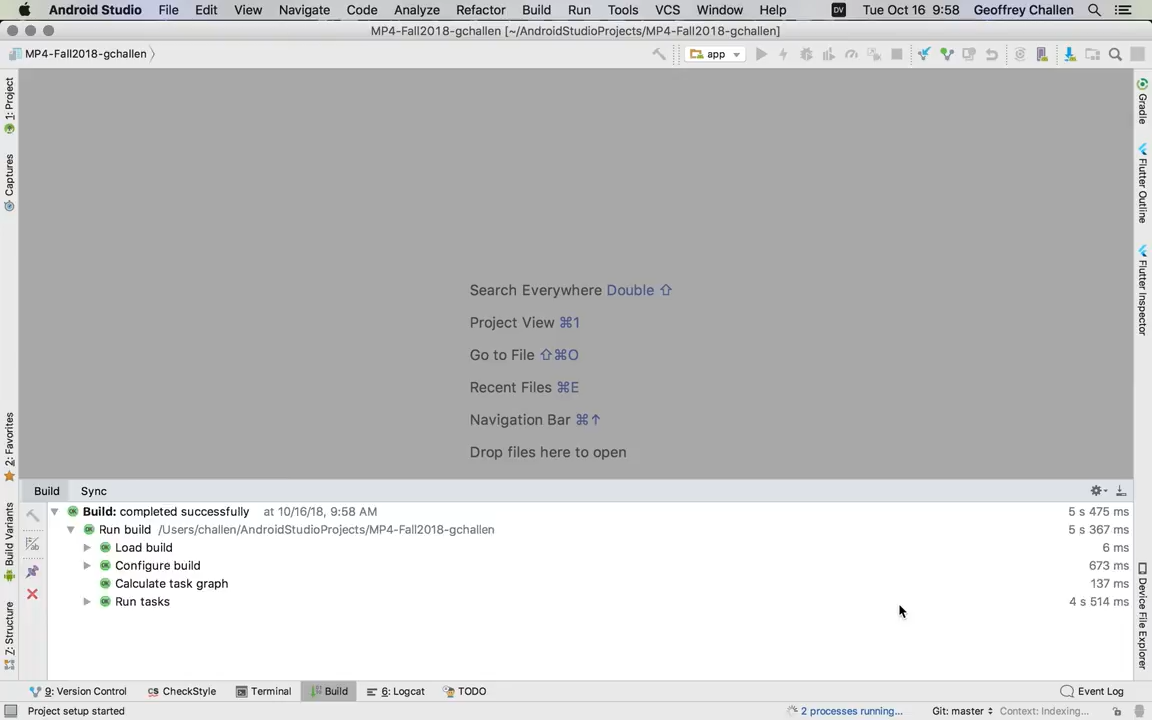 Android Studio File Edit View Navigate Code Analyze Refactor Build Run Tools VCS Window Help DV Tue Oct 16 9:58 Geoffrey Challen
MP4-Fall2018-gchallen [~/AndroidStudioProjects/MP4-Fall2018-gchallen]
MP4-Fall2018-gchallen app
1: Project
Captures
2: Favorites
Build Variants
7: Structure
Gradle
Flutter Outline
Flutter Inspector
Device File Explorer
Search Everywhere Double ⇧
Project View ⌘1
Go to File ⇧⌘O
Recent Files ⌘E
Navigation Bar ⌘↑
Drop files here to open
Build Sync
Build: completed successfully at 10/16/18, 9:58 AM 5 s 475 ms
Run build /Users/challen/AndroidStudioProjects/MP4-Fall2018-gchallen 5 s 367 ms
Load build 6 ms
Configure build 673 ms
Calculate task graph 137 ms
Run tasks 4 s 514 ms
9: Version Control CheckStyle Terminal Build 6: Logcat TODO Event Log
Project setup started 2 processes running... Git: master Context: Indexing...